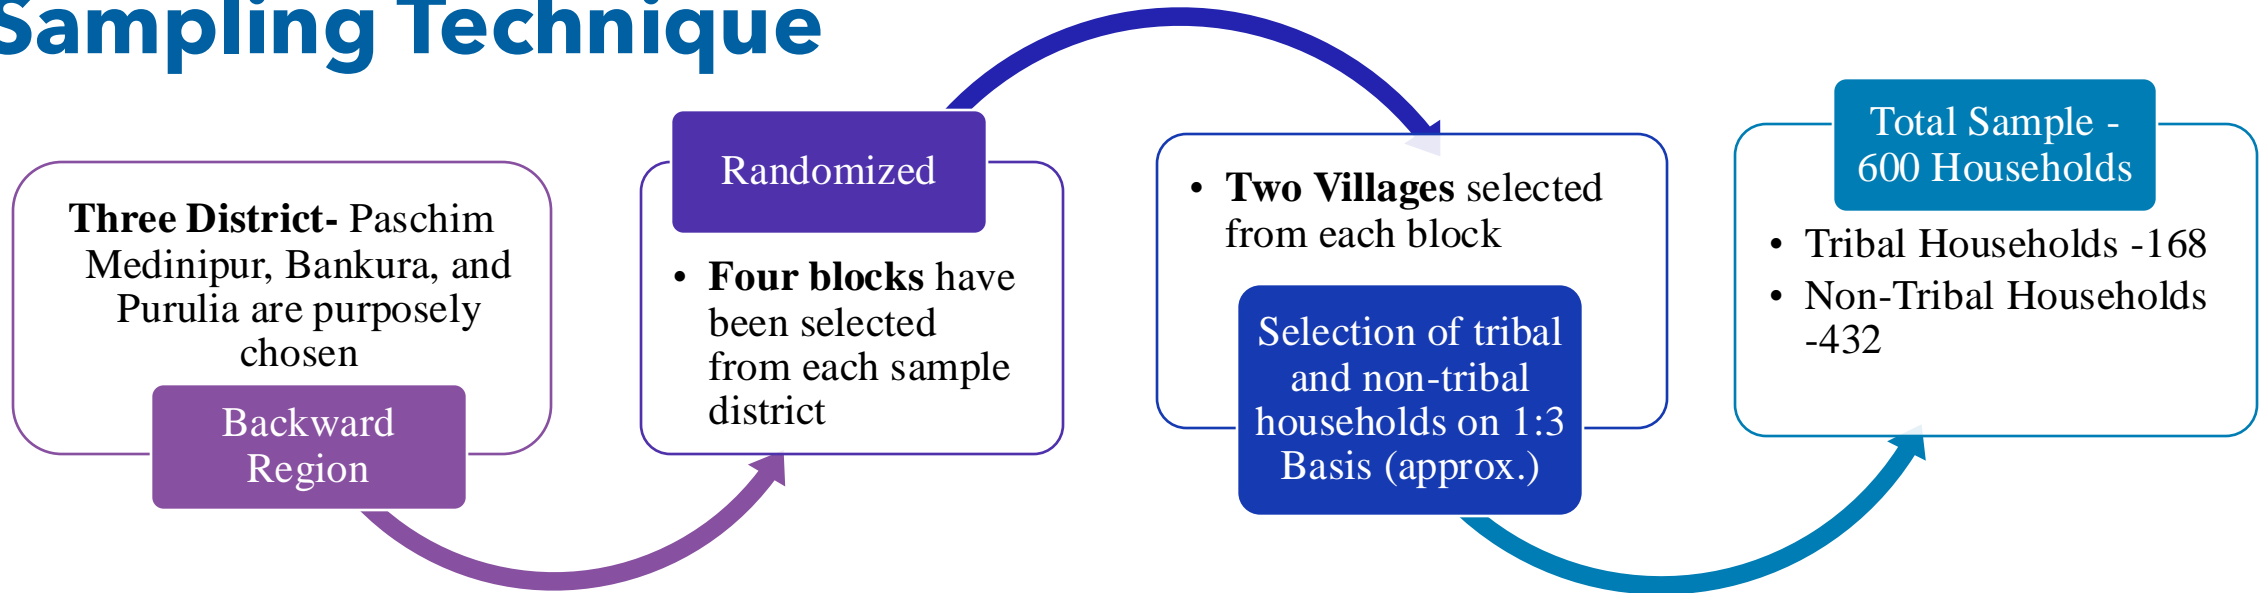 Sampling Technique
Three District- Paschim
Medinipur, Bankura, and
Purulia are purposely
chosen
Backward
Region
Randomized
• Four blocks have
been selected
from each sample
district
• Two Villages selected
from each block
Selection of tribal
and non-tribal
households on 1:3
Basis (approx.)
Total Sample -
600 Households
• Tribal Households -168
• Non-Tribal Households
-432